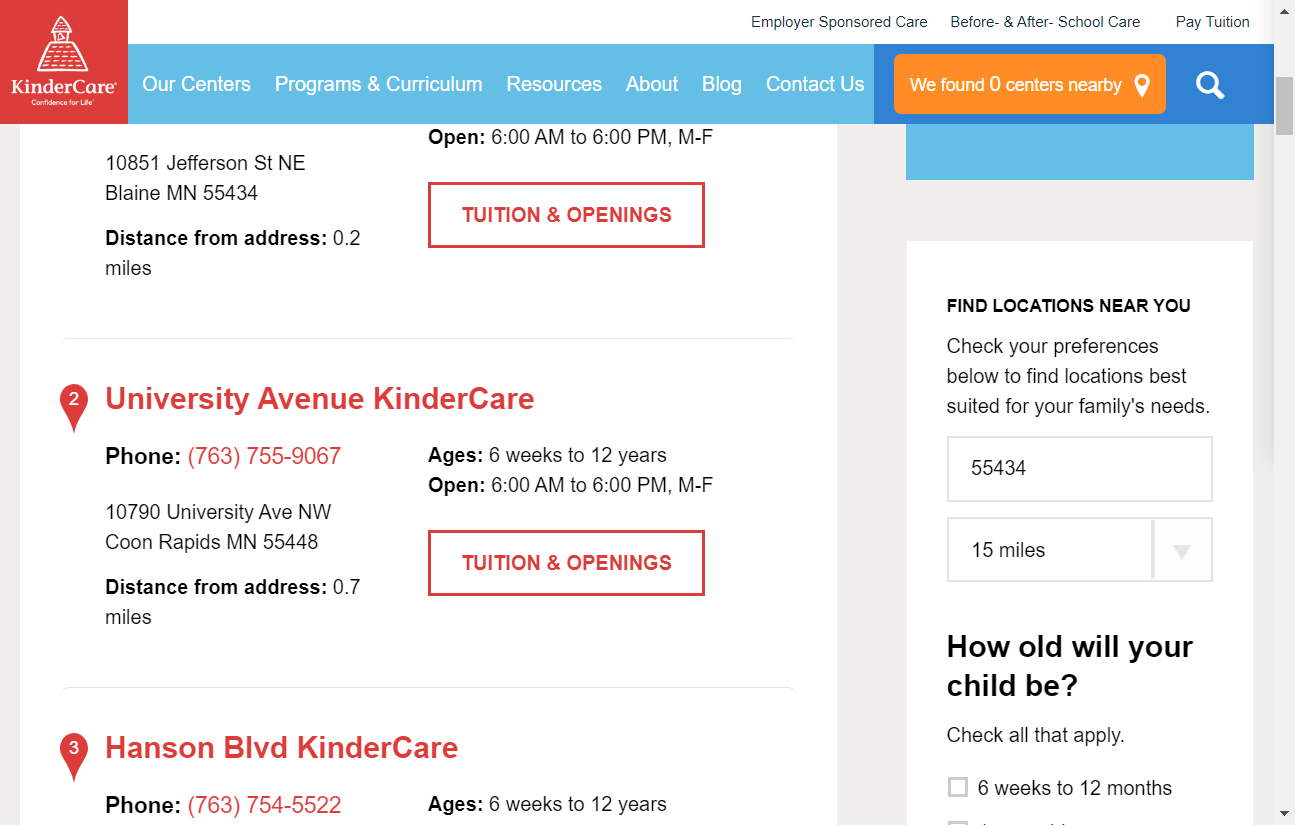 Employer Sponsored Care Before- & After- School Care Pay Tuition
KinderCare
Confidence for Life
Our Centers Programs & Curriculum Resources About Blog Contact Us We found 0 centers nearby
Open: 6:00 AM to 6:00 PM, M-F
10851 Jefferson St NE
Blaine MN 55434
TUITION & OPENINGS
Distance from address: 0.2
miles
2
University Avenue KinderCare
Phone: (763) 755-9067
Ages: 6 weeks to 12 years
Open: 6:00 AM to 6:00 PM, M-F
10790 University Ave NW
Coon Rapids MN 55448
TUITION & OPENINGS
Distance from address: 0.7
miles
3
Hanson Blvd KinderCare
Phone: (763) 754-5522
Ages: 6 weeks to 12 years
FIND LOCATIONS NEAR YOU
Check your preferences
below to find locations best
suited for your family's needs.
55434
15 miles
How old will your
child be?
Check all that apply.
6 weeks to 12 months